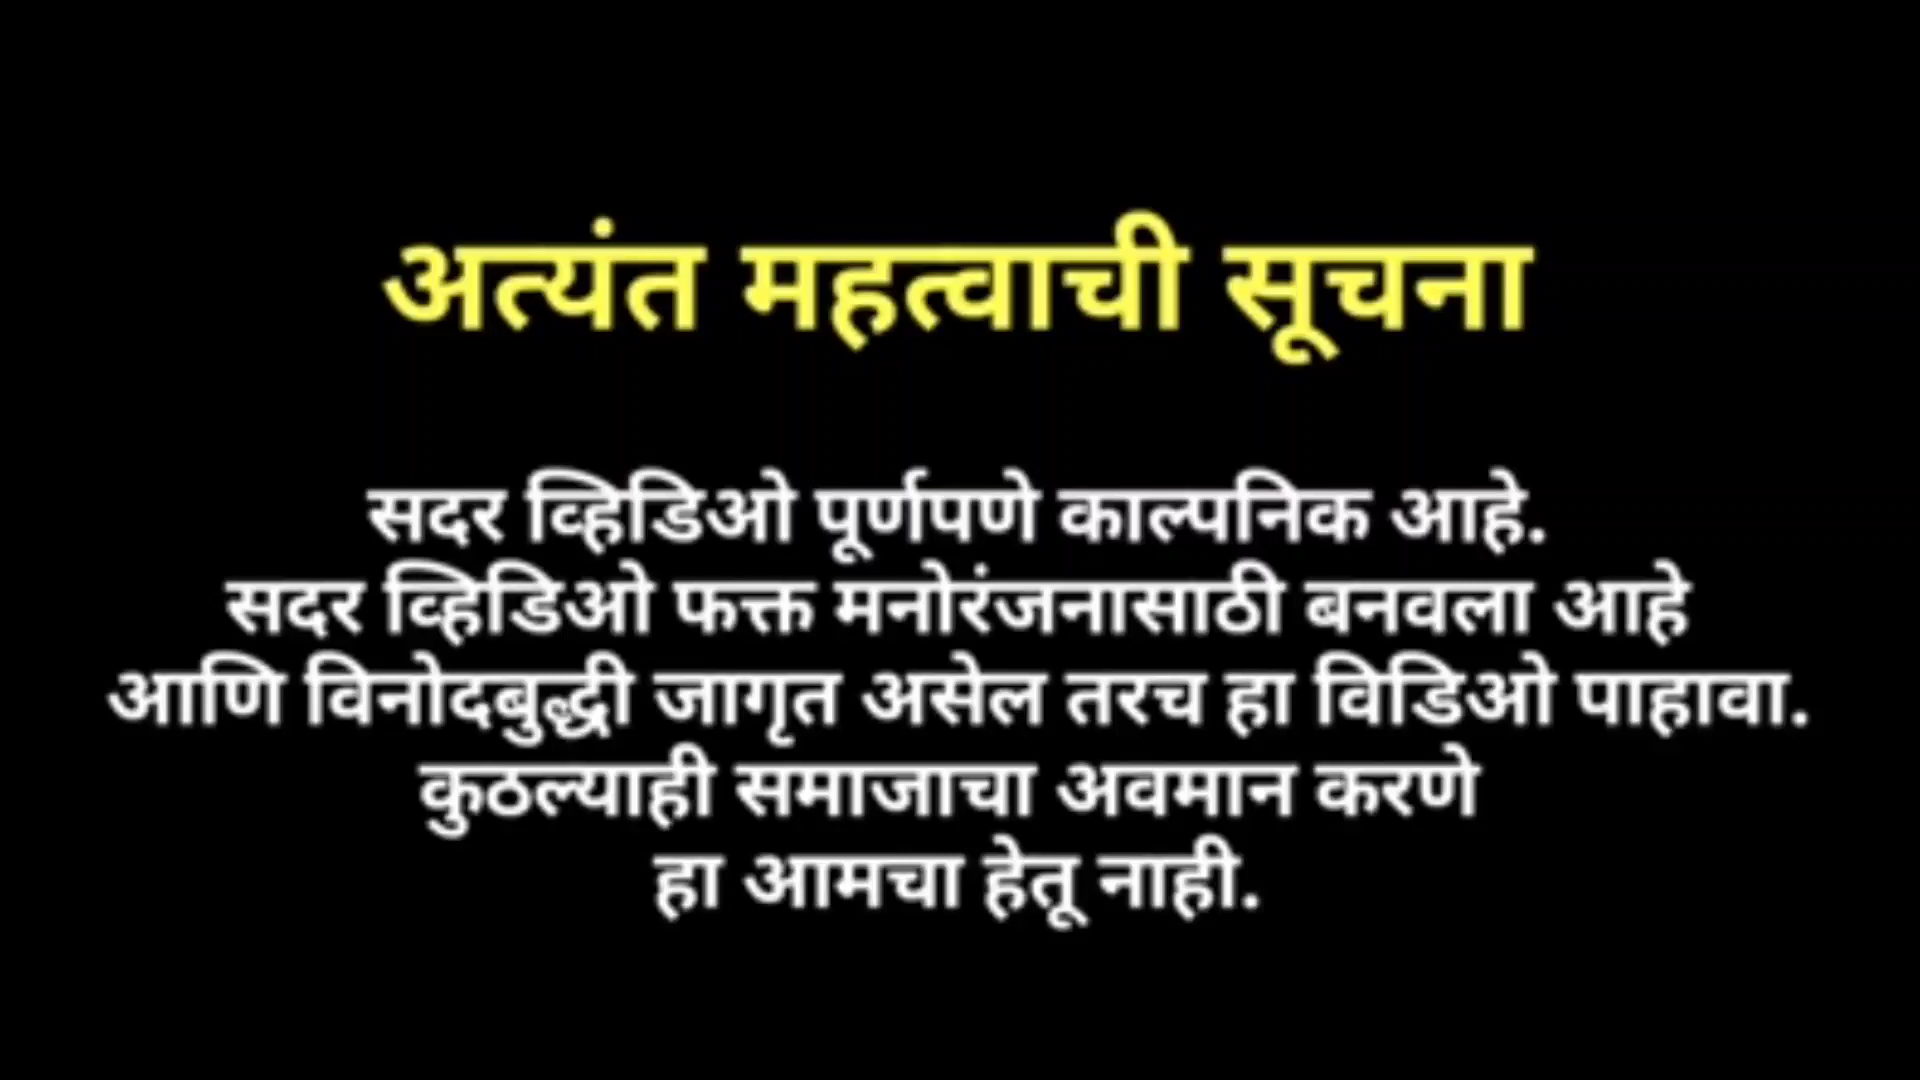 अत्यंत महत्वाची सूचना
सदर व्हिडिओ पूर्णपणे काल्पनिक आहे.
सदर व्हिडिओ फक्त मनोरंजनासाठी बनवला आहे
आणि विनोदबुद्धी जागृत असेल तरच हा विडिओ पाहावा.
कुठल्याही समाजाचा अवमान करणे
हा आमचा हेतू नाही.